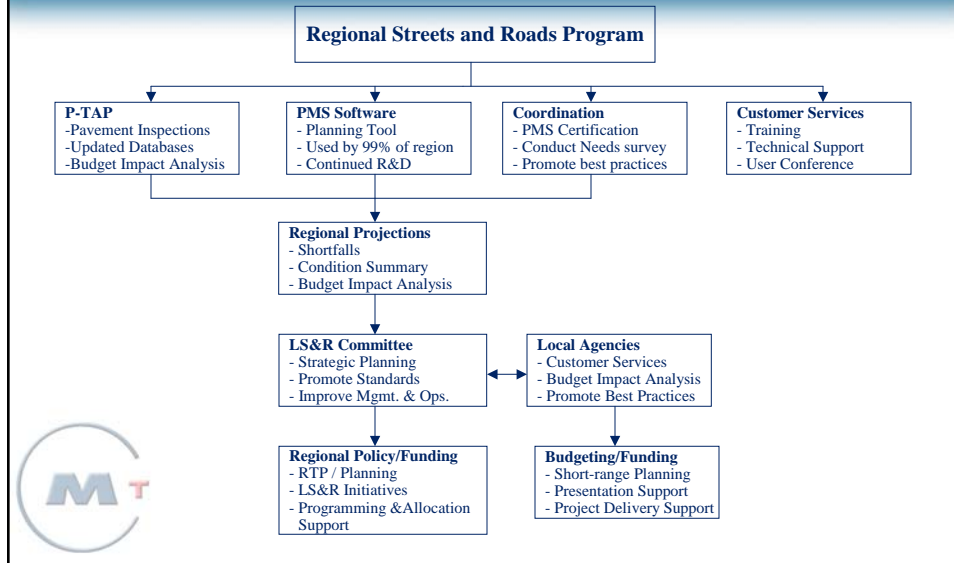 Regional Streets and Roads Program
P-TAP
-Pavement Inspections
-Updated Databases
-Budget Impact Analysis
PMS Software
- Planning Tool
- Used by 99% of region
- Continued R&D
Coordination
- PMS Certification
- Conduct Needs survey
- Promote best practices
Customer Services
- Training
- Technical Support
- User Conference
Regional Projections
- Shortfalls
- Condition Summary
- Budget Impact Analysis
LS&R Committee
- Strategic Planning
- Promote Standards
- Improve Mgmt. & Ops.
Local Agencies
- Customer Services
- Budget Impact Analysis
- Promote Best Practices
Regional Policy/Funding
- RTP / Planning
- LS&R Initiatives
- Programming &Allocation
Support
Budgeting/Funding
- Short-range Planning
- Presentation Support
- Project Delivery Support
M T